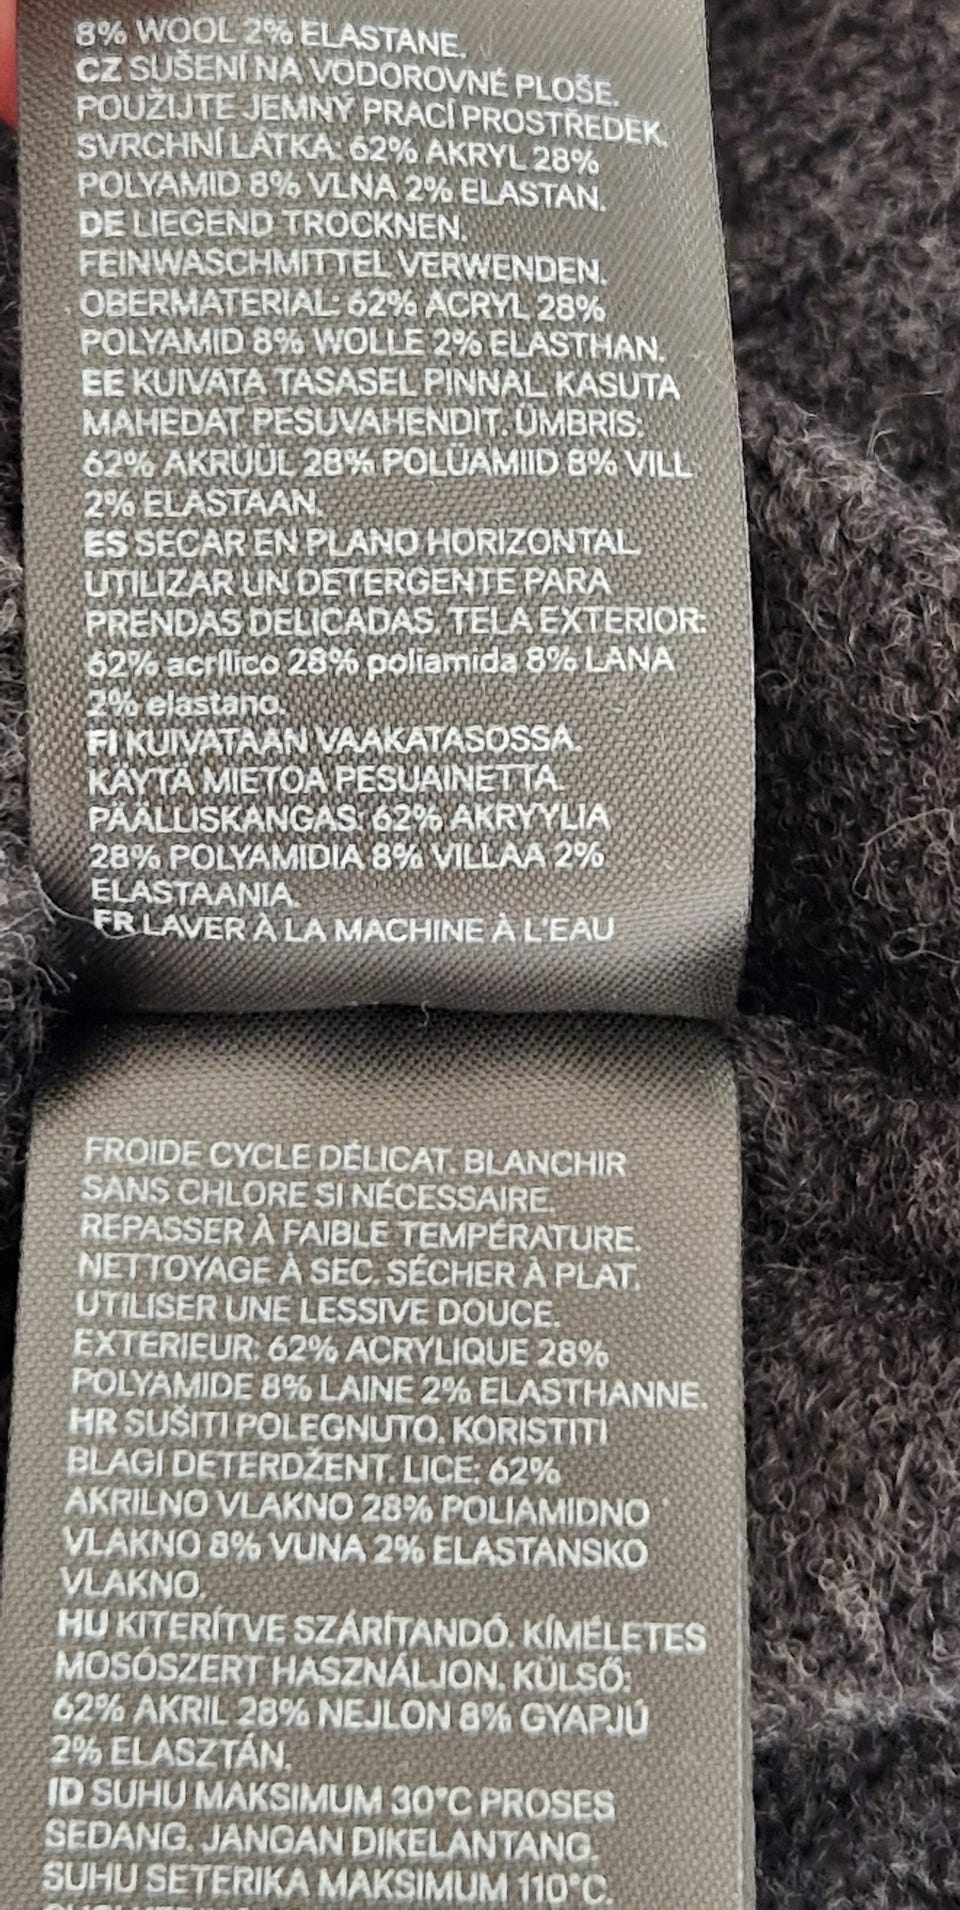 8% WOOL 2% ELASTANE.
CZ SUŠENÍ NA VODOROVNÉ PLOŠE.
POUŽIJTE JEMNÝ PRACÍ PROSTŘEDEK.
SVRCHNÍ LÁTKA: 62% AKRYL 28%
POLYAMID 8% VLNA 2% ELASTAN.
DE LIEGEND TROCKNEN.
FEINWASCHMITTEL VERWENDEN.
OBERMATERIAL: 62% ACRYL 28%
POLYAMID 8% WOLLE 2% ELASTHAN.
EE KUIVATA TASASEL PINNAL. KASUTA
MAHEDAT PESUVAHENDIT. ÜMBRIS:
62% AKRÜÜL 28% POLÜAMIID 8% VILL
2% ELASTAAN.
ES SECAR EN PLANO HORIZONTAL.
UTILIZAR UN DETERGENTE PARA
PRENDAS DELICADAS. TELA EXTERIOR:
62% acrílico 28% poliamida 8% LANA
2% elastano.
FI KUIVATAAN VAAKATASOSSA.
KÄYTÄ MIETOA PESUAINETTA.
PÄÄLLISKANGAS: 62% AKRYYLIA
28% POLYAMIDIA 8% VILLAA 2%
ELASTAANIA.
FR LAVER À LA MACHINE À L'EAU
FROIDE CYCLE DÉLICAT. BLANCHIR
SANS CHLORE SI NÉCESSAIRE.
REPASSER À FAIBLE TEMPÉRATURE.
NETTOYAGE À SEC. SÉCHER À PLAT.
UTILISER UNE LESSIVE DOUCE.
EXTERIEUR: 62% ACRYLIQUE 28%
POLYAMIDE 8% LAINE 2% ELASTHANNE.
HR SUŠITI POLEGNUTO. KORISTITI
BLAGI DETERDŽENT. LICE: 62%
AKRILNO VLAKNO 28% POLIAMIDNO
VLAKNO 8% VUNA 2% ELASTANSKO
VLAKNO.
HU KITERÍTVE SZÁRÍTANDÓ. KÍMÉLETES
MOSÓSZERT HASZNÁLJON. KÜLSŐ:
62% AKRIL 28% NEJLON 8% GYAPJÚ
2% ELASZTÁN.
ID SUHU MAKSIMUM 30°C PROSES
SEDANG. JANGAN DIKELANTANG.
SUHU SETERIKA MAKSIMUM 110°C.